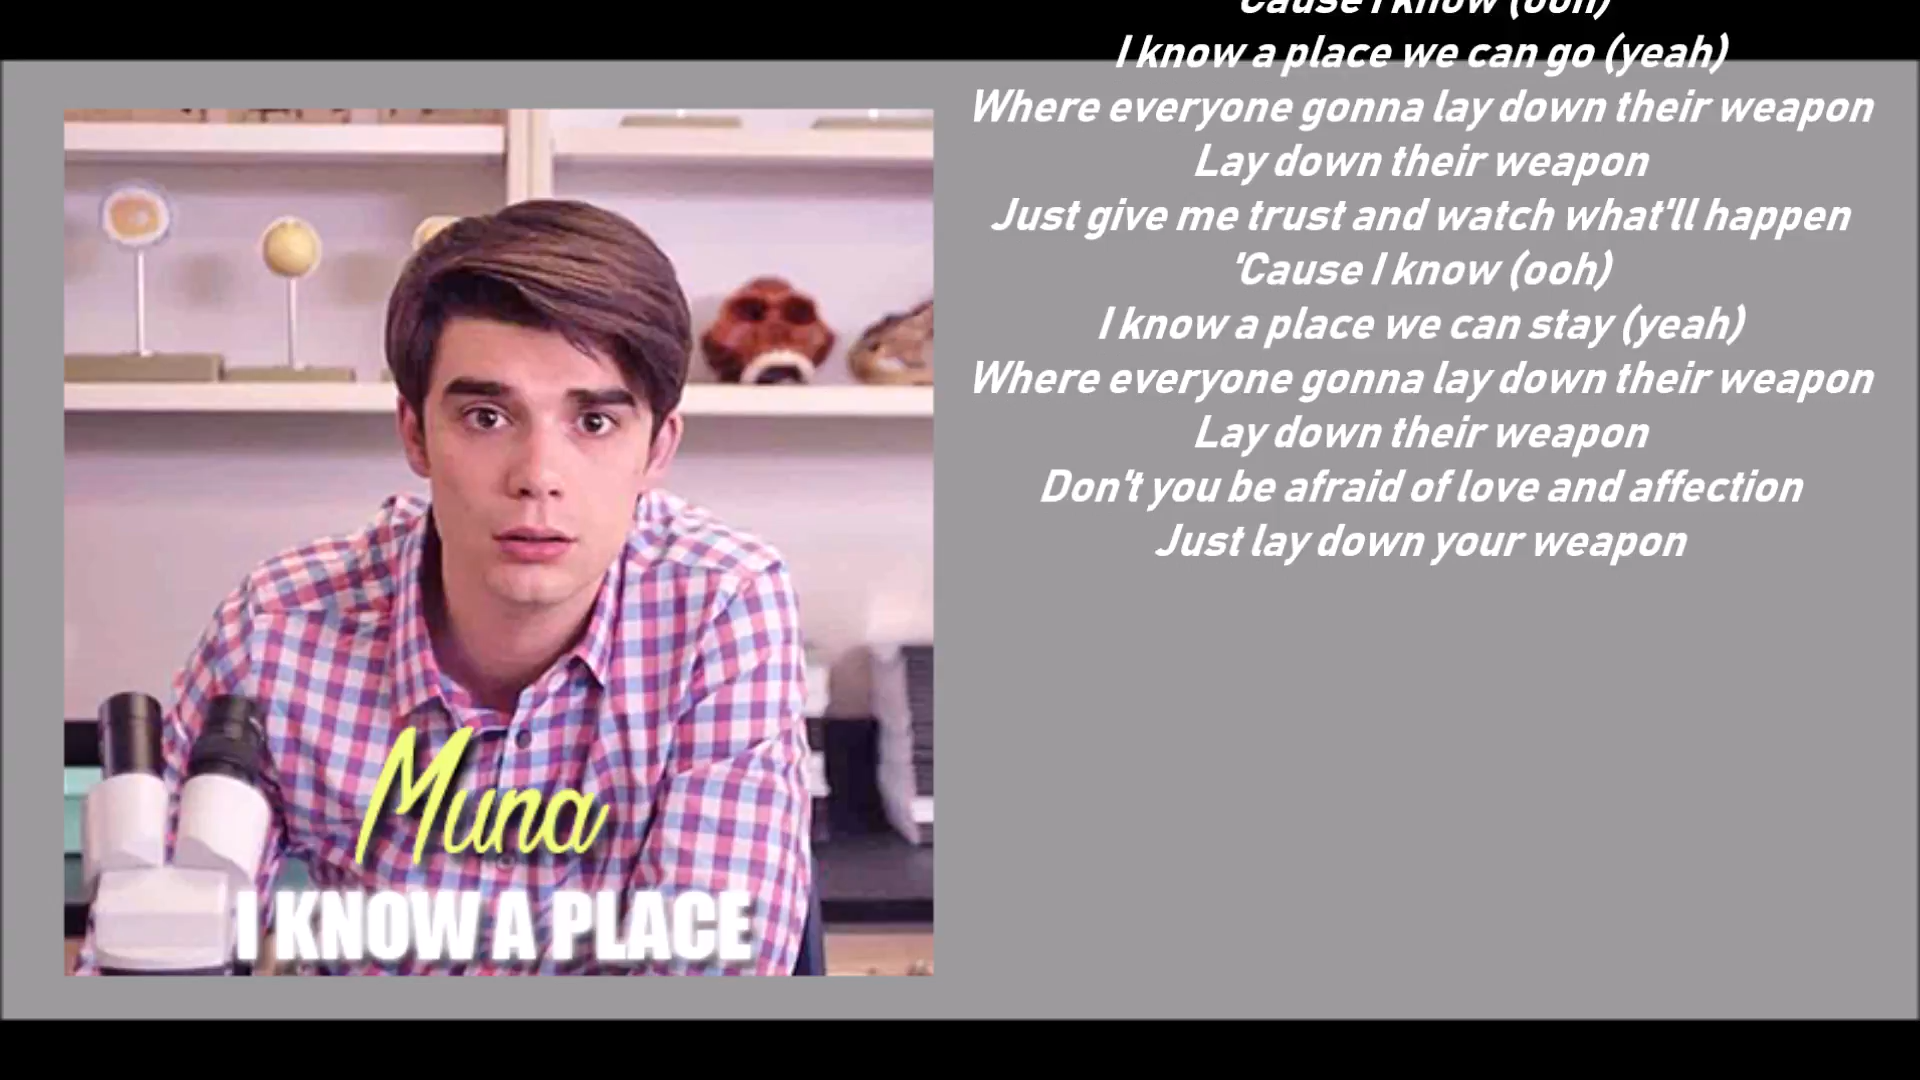 'Cause I know (ooh)
I know a place we can go (yeah)
Where everyone gonna lay down their weapon
Lay down their weapon
Just give me trust and watch what'll happen
'Cause I know (ooh)
I know a place we can stay (yeah)
Where everyone gonna lay down their weapon
Lay down their weapon
Don't you be afraid of love and affection
Just lay down your weapon
Muna
I KNOW A PLACE